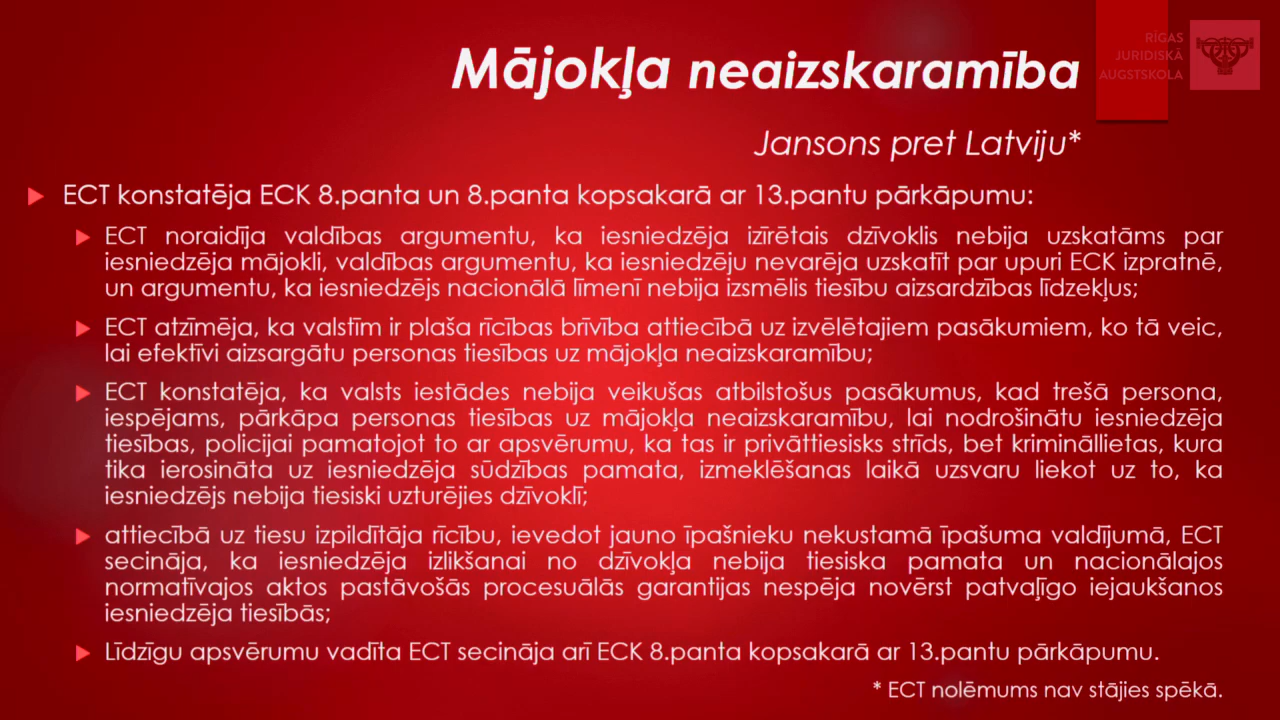 RĪGAS
JURIDISKĀ
AUGSTSKOLA
Mājokļa neaizskaramība
Jansons pret Latviju*
ECT konstatēja ECK 8.panta un 8.panta kopsakarā ar 13.pantu pārkāpumu:
ECT noraidīja valdības argumentu, ka iesniedzēja izīrētais dzīvoklis nebija uzskatāms par
iesniedzēja mājokli, valdības argumentu, ka iesniedzēju nevarēja uzskatīt par upuri ECK izpratnē,
un argumentu, ka iesniedzējs nacionālā līmenī nebija izsmēlis tiesību aizsardzības līdzekļus;
ECT atzīmēja, ka valstīm ir plaša rīcības brīvība attiecībā uz izvēlētajiem pasākumiem, ko tā veic,
lai efektīvi aizsargātu personas tiesības uz mājokļa neaizskaramību;
ECT konstatēja, ka valsts iestādes nebija veikušas atbilstošus pasākumus, kad trešā persona,
iespējams, pārkāpa personas tiesības uz mājokļa neaizskaramību, lai nodrošinātu iesniedzēja
tiesības, policijai pamatojot to ar apsvērumu, ka tas ir privāttiesisks strīds, bet krimināllietas, kura
tika ierosināta uz iesniedzēja sūdzības pamata, izmeklēšanas laikā uzsvaru liekot uz to, ka
iesniedzējs nebija tiesiski uzturējies dzīvoklī;
attiecībā uz tiesu izpildītāja rīcību, ievedot jauno īpašnieku nekustamā īpašuma valdījumā, ECT
secināja, ka iesniedzēja izlikšanai no dzīvokļa nebija tiesiska pamata un nacionālajos
normatīvajos aktos pastāvošās procesuālās garantijas nespēja novērst patvaļīgo iejaukšanos
iesniedzēja tiesībās;
Līdzīgu apsvērumu vadīta ECT secināja arī ECK 8.panta kopsakarā ar 13.pantu pārkāpumu.
* ECT nolēmums nav stājies spēkā.